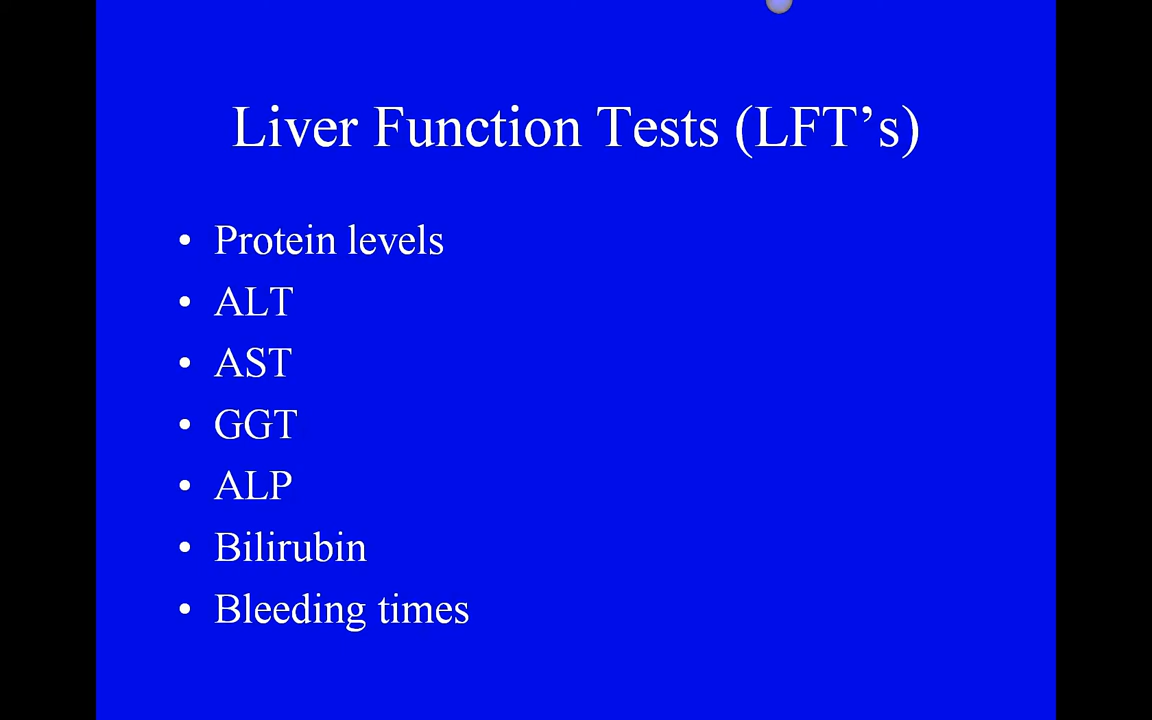 Liver Function Tests (LFT’s)
• Protein levels
• ALT
• AST
• GGT
• ALP
• Bilirubin
• Bleeding times